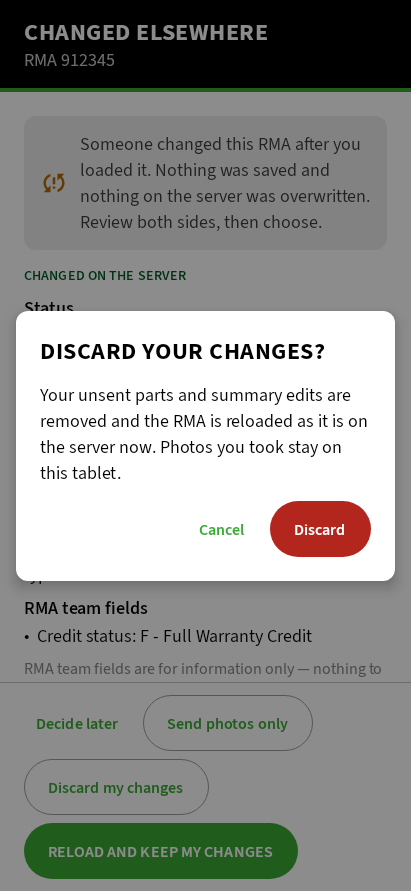 CHANGED ELSEWHERE
RMA 912345
Someone changed this RMA after you
loaded it. Nothing was saved and
nothing on the server was overwritten.
Review both sides, then choose.
CHANGED ON THE SERVER
Status
DISCARD YOUR CHANGES?
Your unsent parts and summary edits are
removed and the RMA is reloaded as it is on
the server now. Photos you took stay on
this tablet.
Cancel
Discard
RMA team fields
• Credit status: F - Full Warranty Credit
RMA team fields are for information only — nothing to
Decide later
Send photos only
Discard my changes
RELOAD AND KEEP MY CHANGES